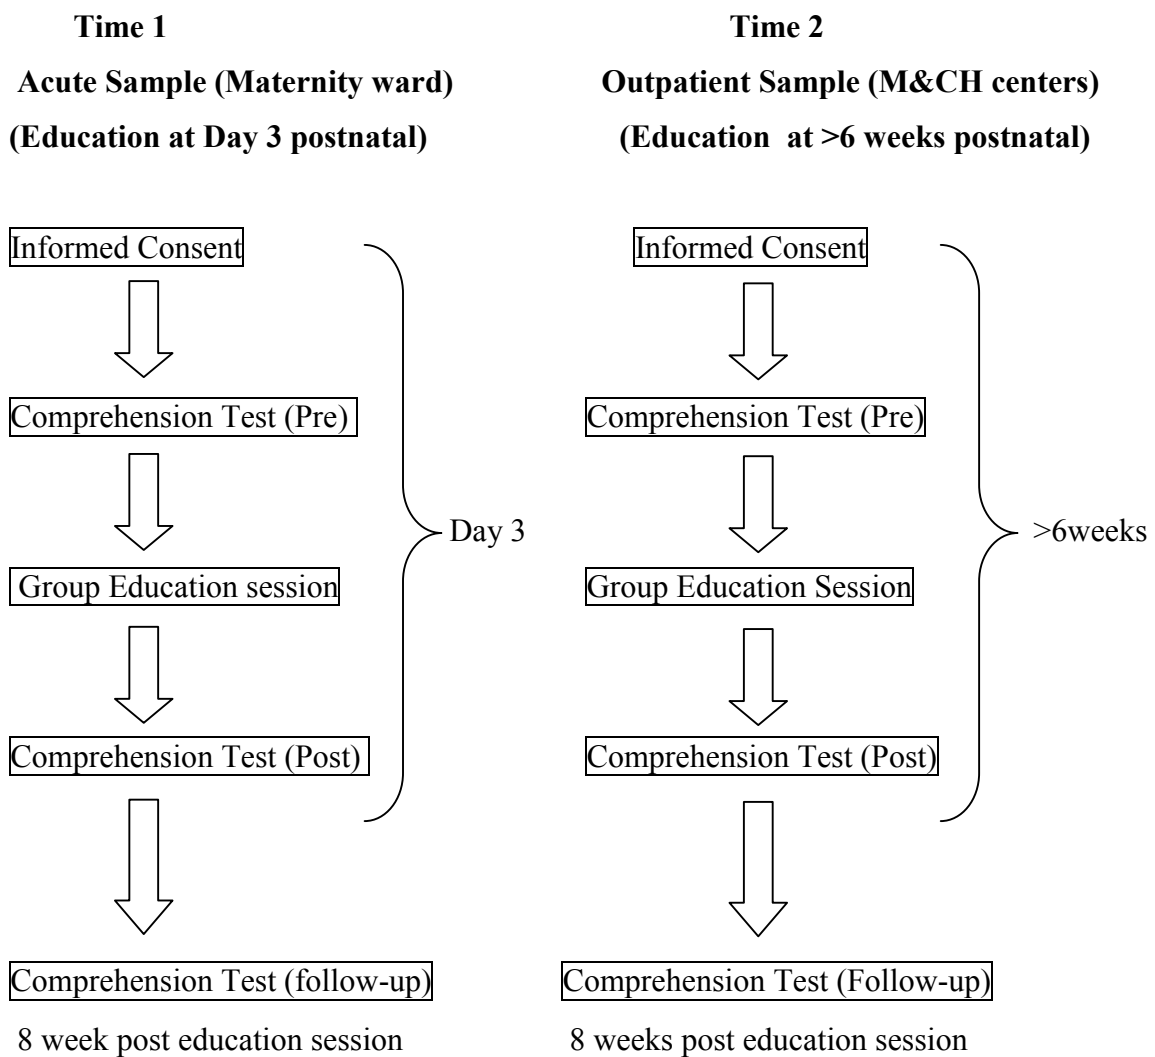 Time 1
Acute Sample (Maternity ward)
(Education at Day 3 postnatal)
Informed Consent
Comprehension Test (Pre)
Day 3
Group Education session
Comprehension Test (Post)
Comprehension Test (follow-up)
8 week post education session
Time 2
Outpatient Sample (M&CH centers)
(Education at >6 weeks postnatal)
Informed Consent
Comprehension Test (Pre)
>6weeks
Group Education Session
Comprehension Test (Post)
Comprehension Test (Follow-up)
8 weeks post education session